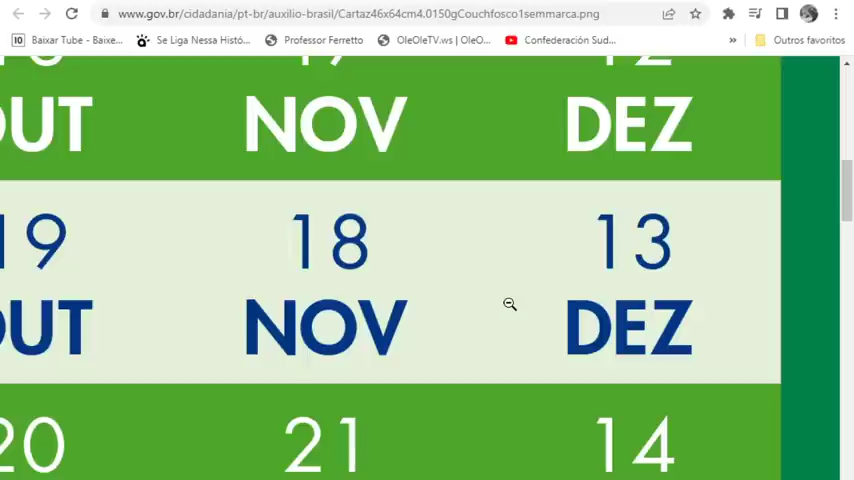 www.gov.br/cidadania/pt-br/auxilio-brasil/Cartaz46x64cm4.0150gCouchfosco1semmarca.png
Baixar Tube - Baixe... Se Liga Nessa Histó... Professor Ferretto OleOleTV.ws | OleO... Confederación Sud... » Outros favoritos
17 12
OUT NOV DEZ
19 18 13
OUT NOV DEZ
20 21 14